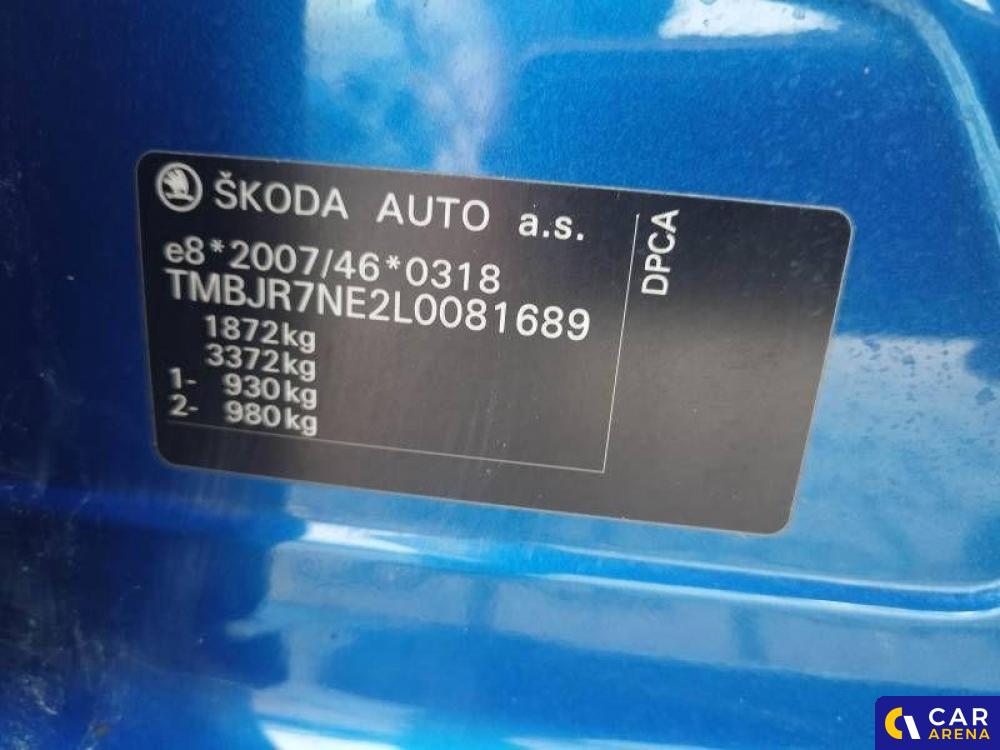 ŠKODA AUTO a.s.
e8*2007/46*0318
TMBJR7NE2L0081689
1872kg
3372kg
1- 930kg
2- 980kg
DPCA
CAR
ARENA